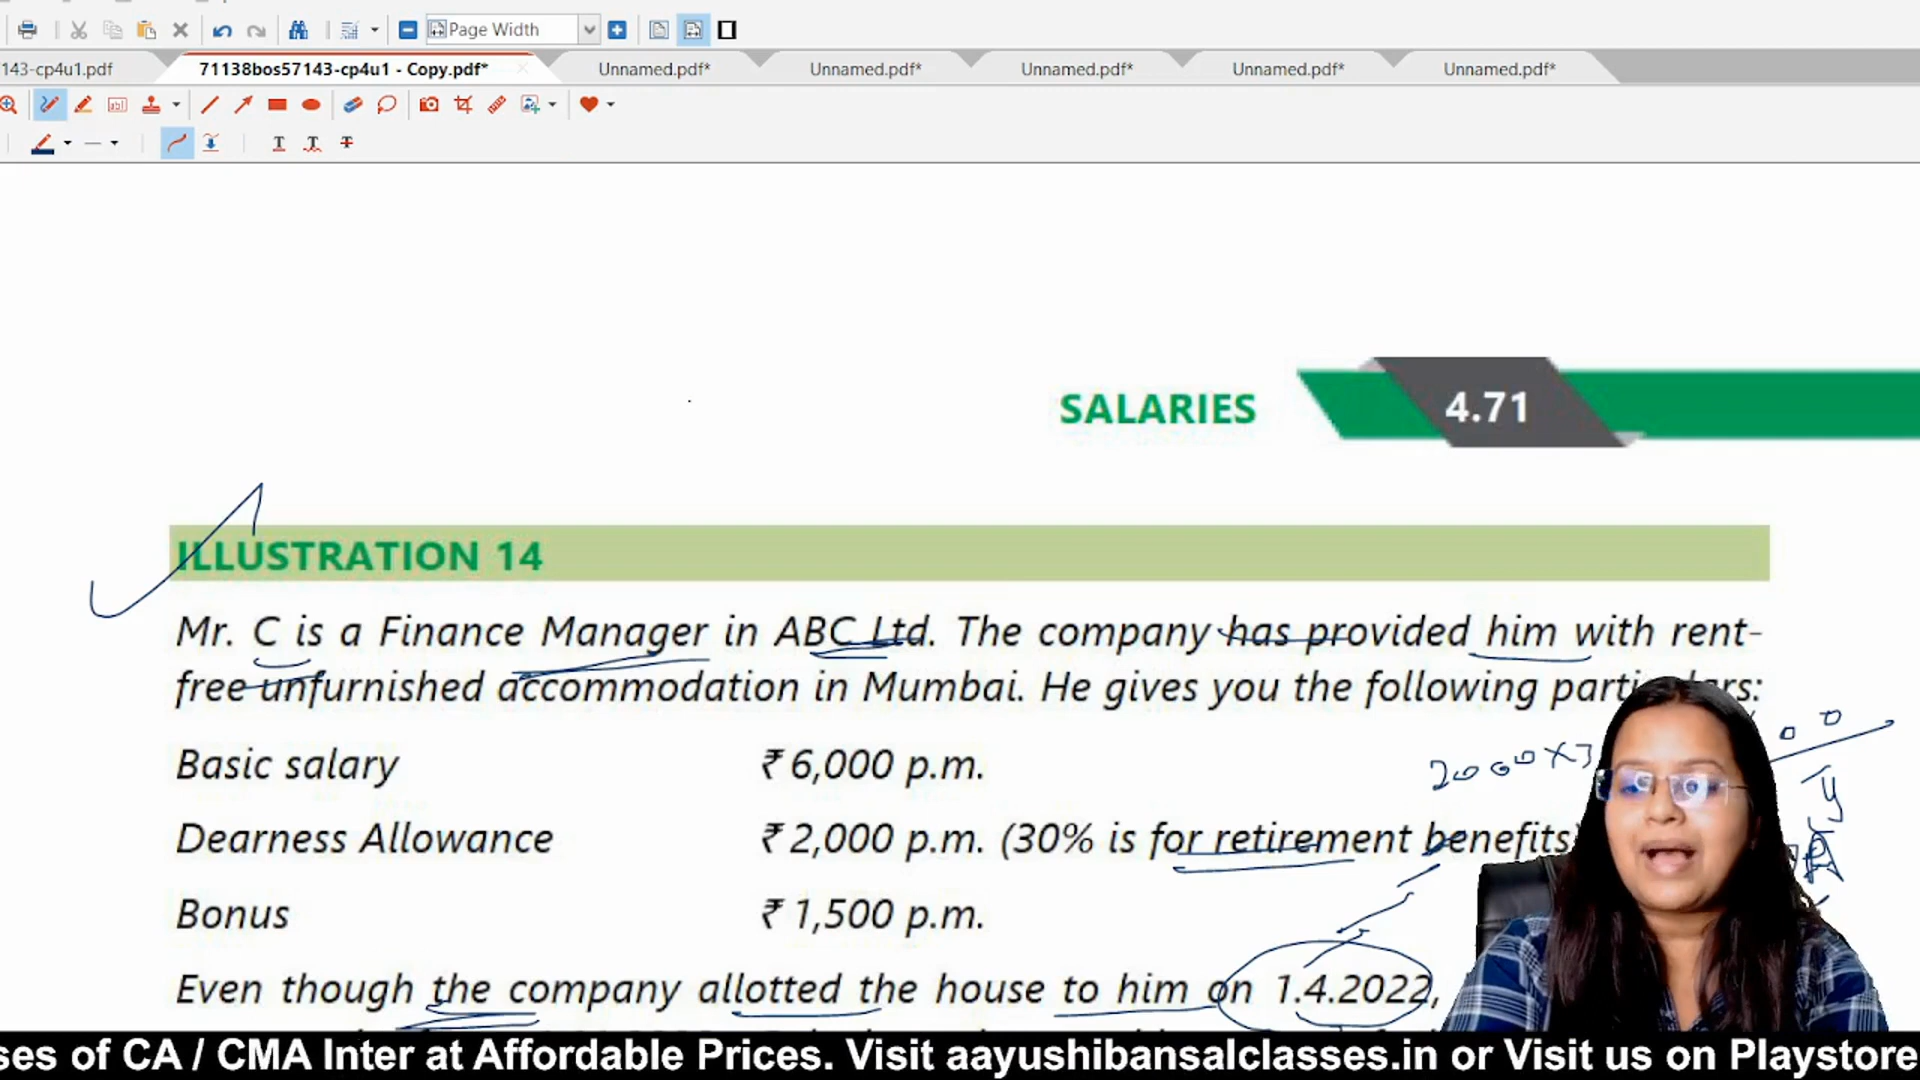 Page Width
143-cp4u1.pdf
71138bos57143-cp4u1 - Copy.pdf*
Unnamed.pdf*
Unnamed.pdf*
Unnamed.pdf*
Unnamed.pdf*
Unnamed.pdf*
SALARIES
4.71
ILLUSTRATION 14
Mr. C is a Finance Manager in ABC Ltd. The company has provided him with rent-
free unfurnished accommodation in Mumbai. He gives you the following particulars:
Basic salary ₹ 6,000 p.m.
2000 X 3
Dearness Allowance ₹ 2,000 p.m. (30% is for retirement benefits)
Bonus ₹ 1,500 p.m.
Even though the company allotted the house to him on 1.4.2022,
ses of CA / CMA Inter at Affordable Prices. Visit aayushibansalclasses.in or Visit us on Playstore